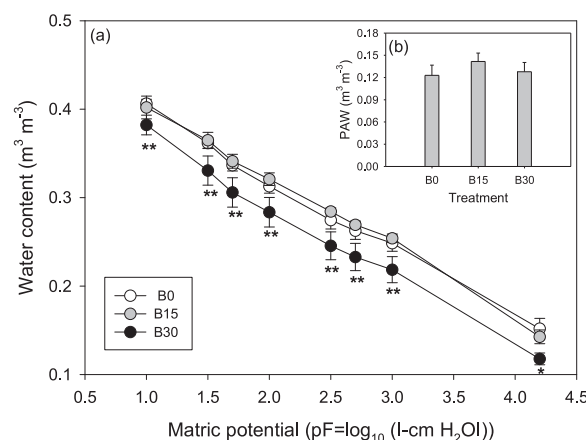 (a)
(b)
0.5
0.4
0.3
0.2
0.1
Water content (m³ m⁻³)
0.18
0.15
0.12
0.09
0.06
0.03
0.00
PAW (m³ m⁻³)
B0 B15 B30
Treatment
** ** ** ** ** ** ** *
B0
B15
B30
0.5 1.0 1.5 2.0 2.5 3.0 3.5 4.0 4.5
Matric potential (pF=log₁₀ (I-cm H₂OI))